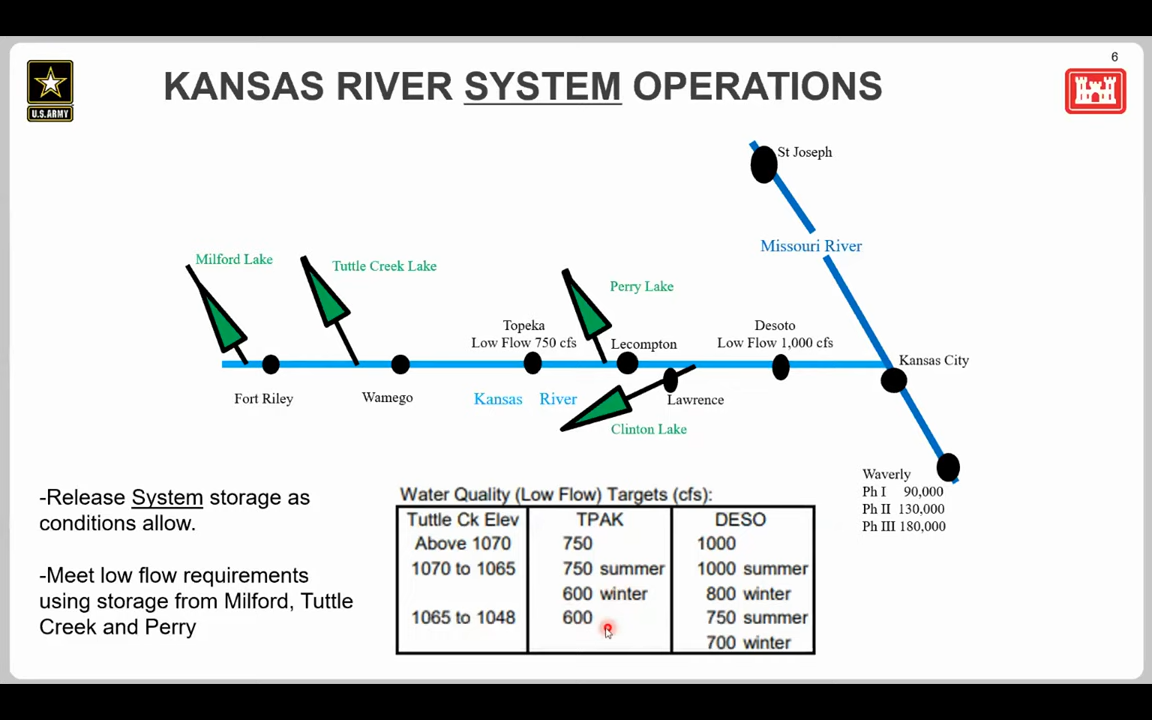 6
KANSAS RIVER SYSTEM OPERATIONS
U.S.ARMY
St Joseph
Missouri River
Milford Lake
Tuttle Creek Lake
Perry Lake
Topeka
Low Flow 750 cfs
Lecompton
Desoto
Low Flow 1,000 cfs
Kansas City
Fort Riley
Wamego
Kansas River
Lawrence
Clinton Lake
Waverly
Ph I 90,000
Ph II 130,000
Ph III 180,000
-Release System storage as
conditions allow.
-Meet low flow requirements
using storage from Milford, Tuttle
Creek and Perry
Water Quality (Low Flow) Targets (cfs):
Tuttle Ck Elev TPAK DESO
Above 1070 750 1000
1070 to 1065 750 summer 1000 summer
600 winter 800 winter
1065 to 1048 600 750 summer
700 winter